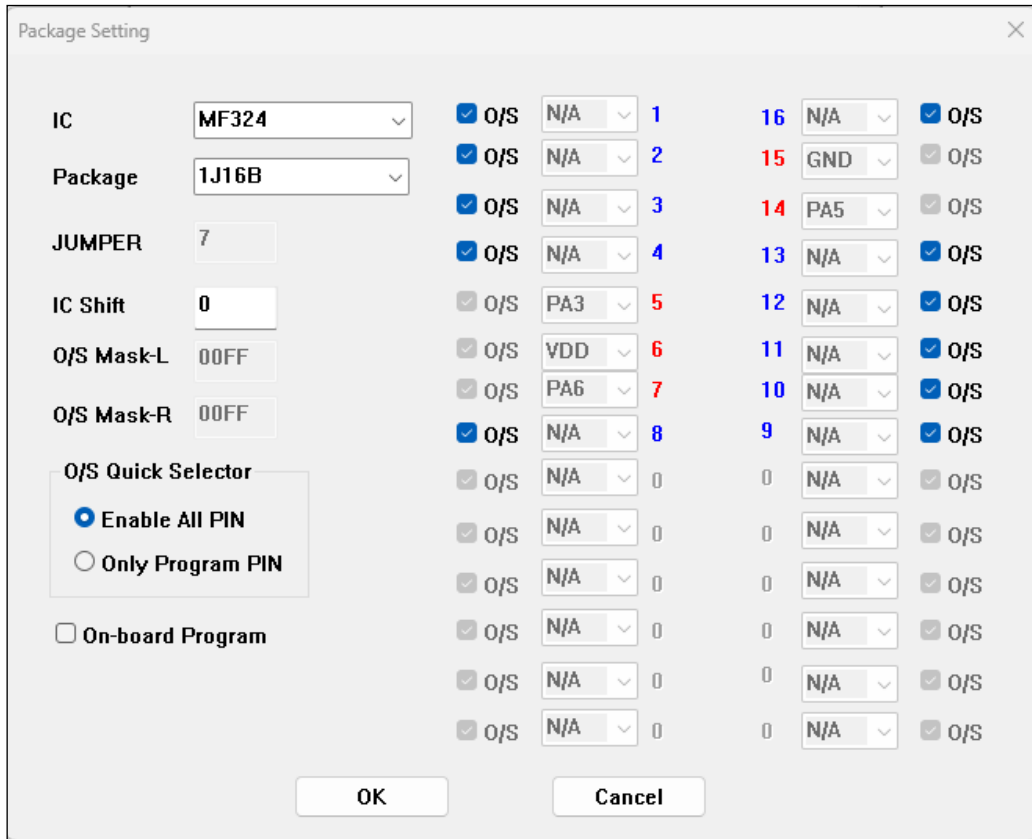 Package Setting
IC MF324
Package 1J16B
JUMPER 7
IC Shift 0
O/S Mask-L 00FF
O/S Mask-R 00FF
O/S Quick Selector
Enable All PIN
Only Program PIN
On-board Program
O/S N/A 1 16 N/A O/S
O/S N/A 2 15 GND O/S
O/S N/A 3 14 PA5 O/S
O/S N/A 4 13 N/A O/S
O/S PA3 5 12 N/A O/S
O/S VDD 6 11 N/A O/S
O/S PA6 7 10 N/A O/S
O/S N/A 8 9 N/A O/S
O/S N/A 0 0 N/A O/S
O/S N/A 0 0 N/A O/S
O/S N/A 0 0 N/A O/S
O/S N/A 0 0 N/A O/S
O/S N/A 0 0 N/A O/S
O/S N/A 0 0 N/A O/S
OK Cancel